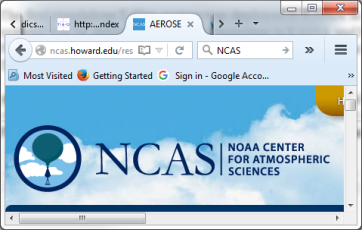 dics... http:...ndex NCAS AEROSE
ncas.howard.edu/res NCAS
Most Visited Getting Started G Sign in - Google Acco...
H
NCAS NOAA CENTER
FOR ATMOSPHERIC
SCIENCES